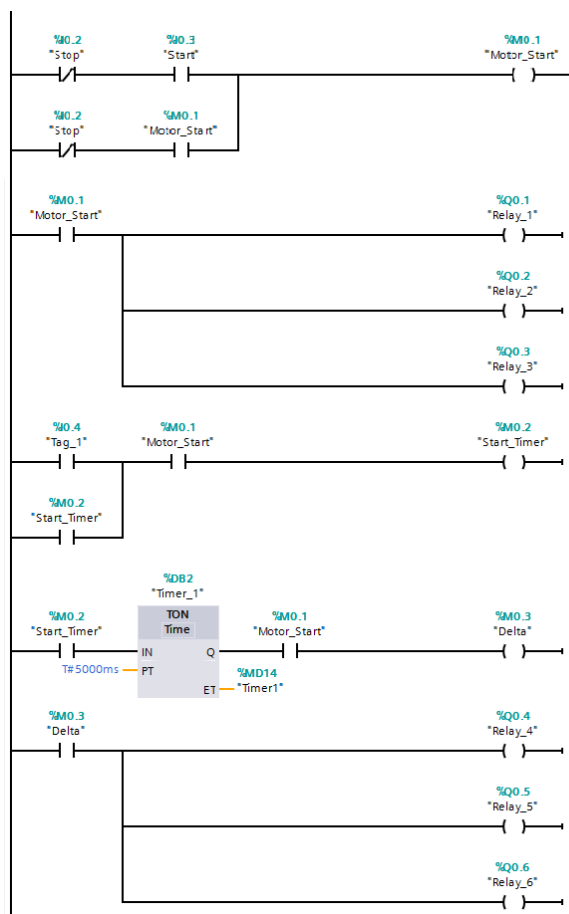 %I0.2 %I0.3 %M0.1
"Stop" "Start" "Motor_Start"
%I0.2 %M0.1
"Stop" "Motor_Start"
%M0.1 %Q0.1
"Motor_Start" "Relay_1"
%Q0.2
"Relay_2"
%Q0.3
"Relay_3"
%I0.4 %M0.1 %M0.2
"Tag_1" "Motor_Start" "Start_Timer"
%M0.2
"Start_Timer"
%DB2
"Timer_1"
%M0.2 TON %M0.1 %M0.3
"Start_Timer" Time "Motor_Start" "Delta"
IN Q
T#5000ms PT %MD14
ET "Timer1"
%M0.3 %Q0.4
"Delta" "Relay_4"
%Q0.5
"Relay_5"
%Q0.6
"Relay_6"